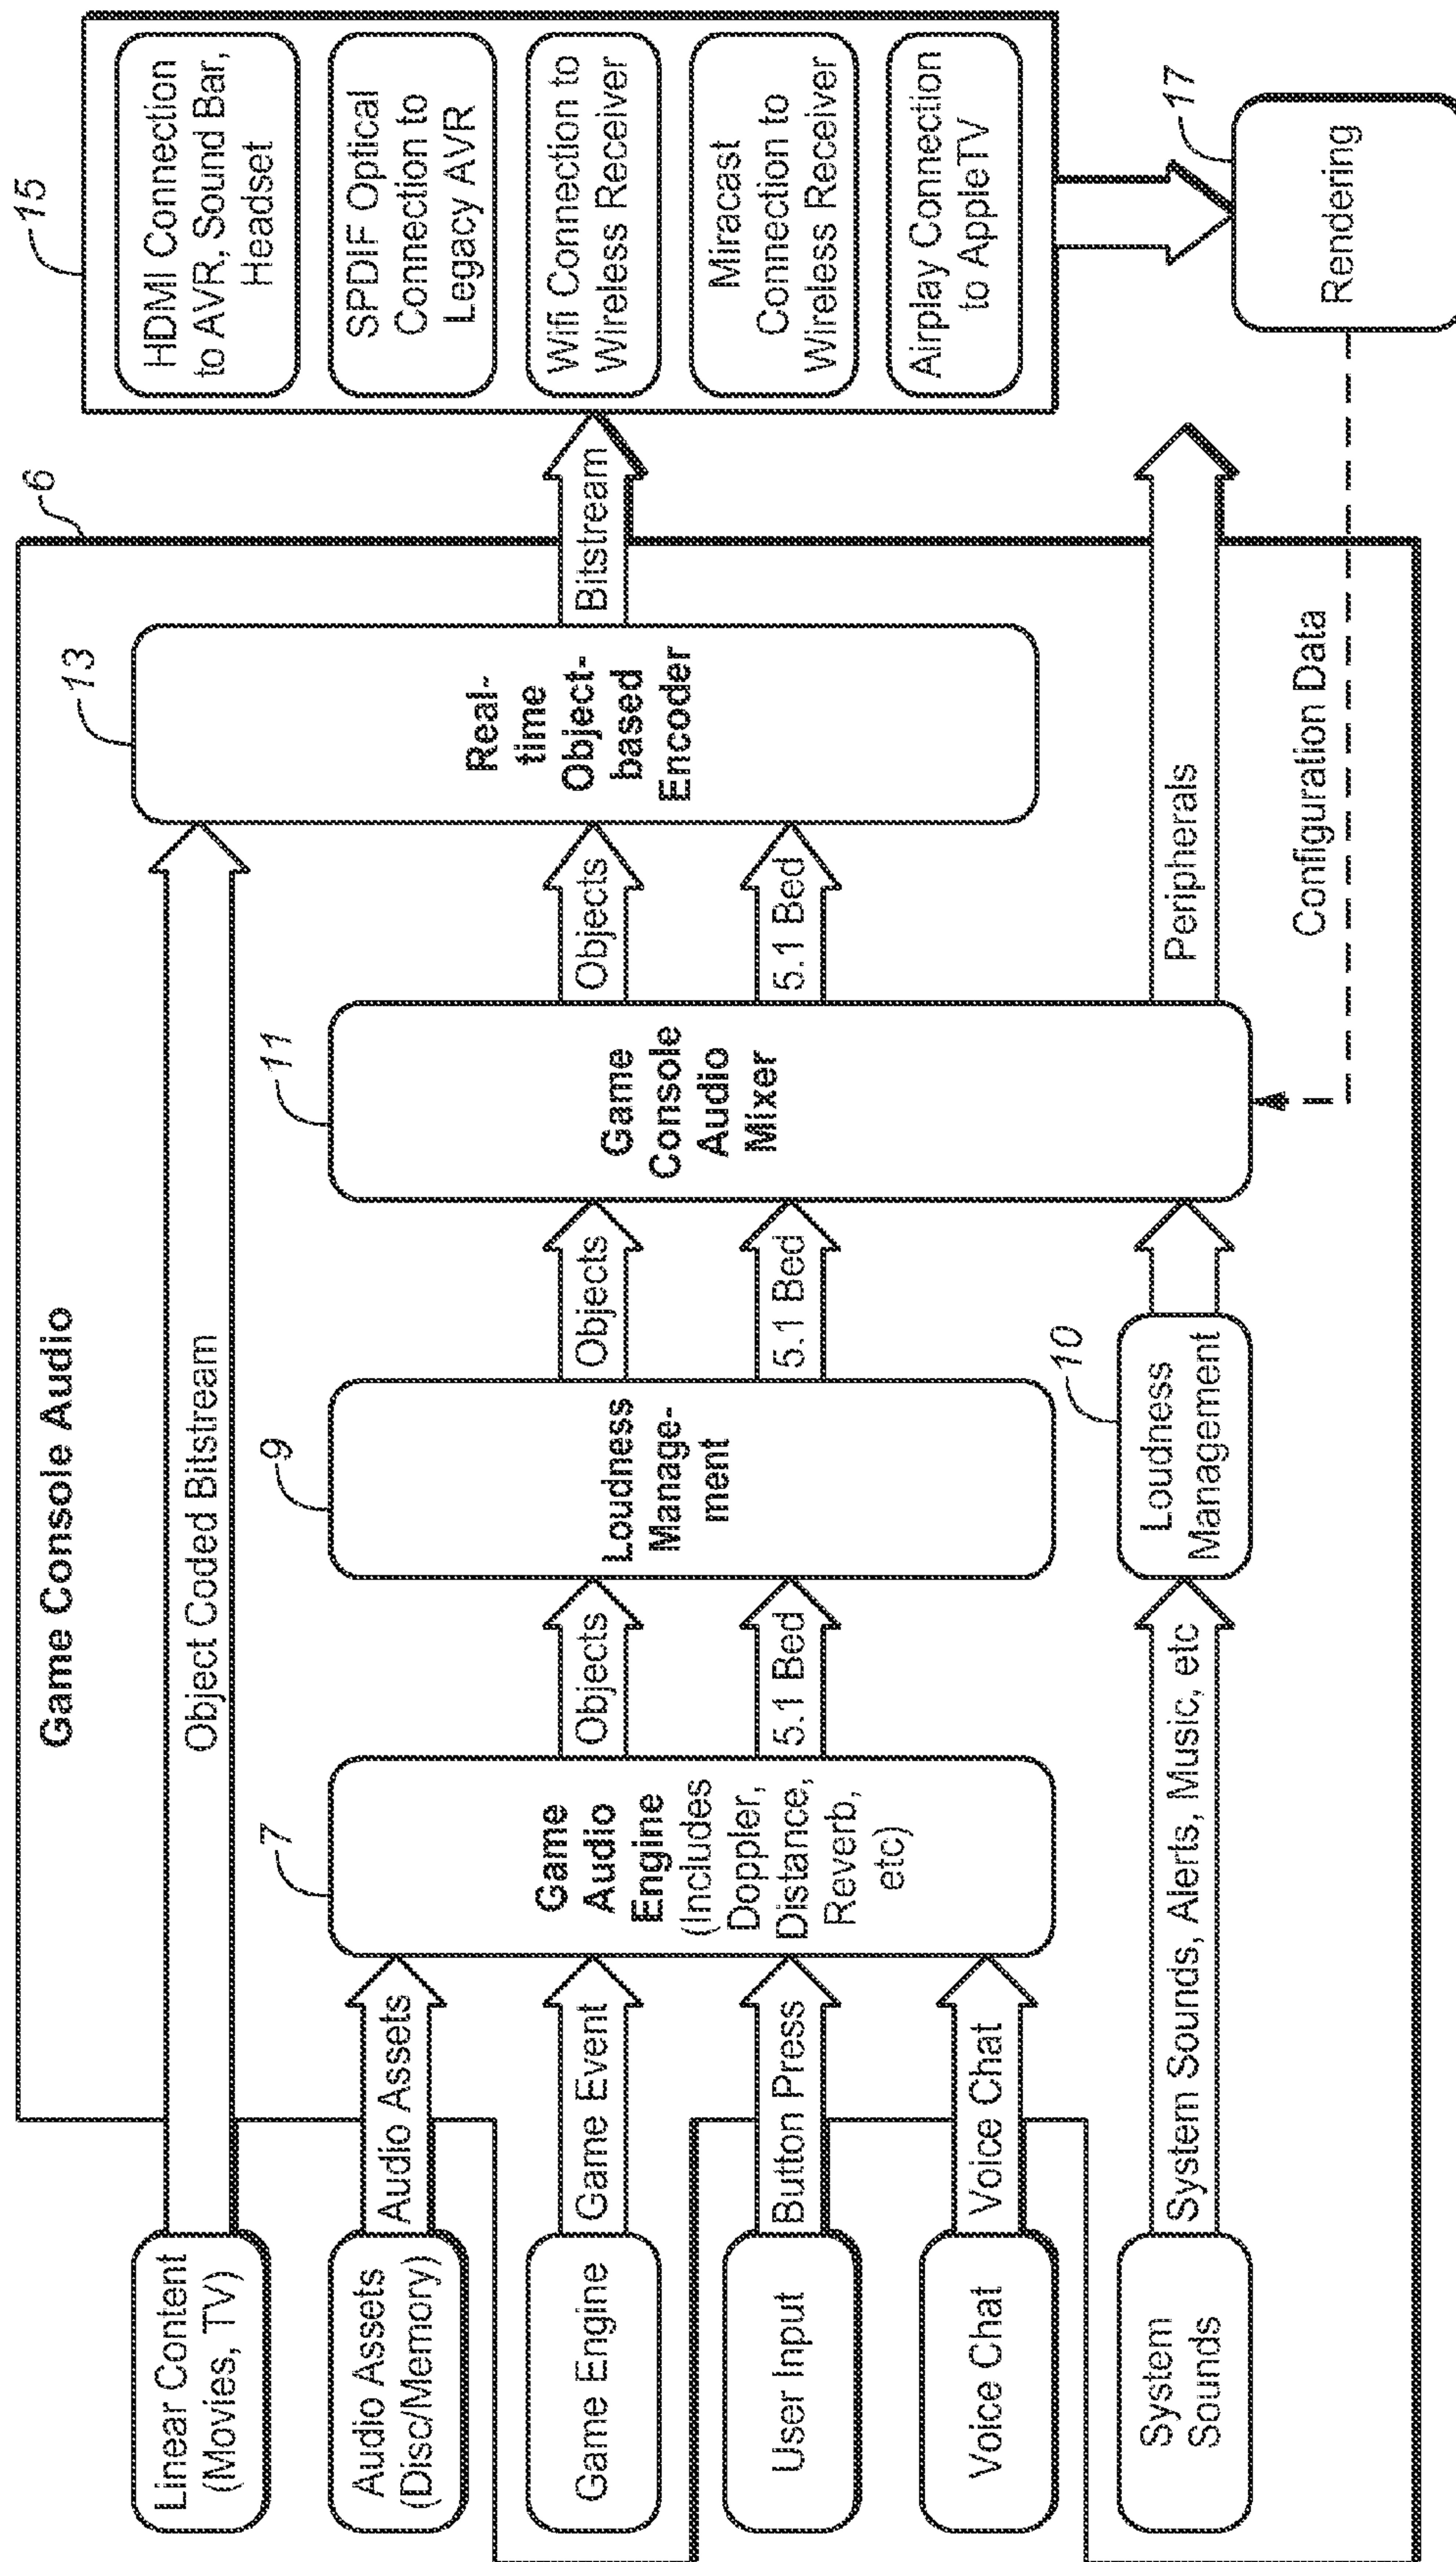 Game Console Audio
6
15
Linear Content
(Movies, TV)
Object Coded Bitstream
Audio Assets
(Disc/Memory)
Audio Assets
Game Engine
Game Event
User Input
Button Press
Voice Chat
Voice Chat
System
Sounds
System Sounds, Alerts, Music, etc
7
Game
Audio
Engine
(Includes
Doppler,
Distance,
Reverb,
etc)
Objects
5.1 Bed
9
Loudness
Manage-
ment
10
Loudness
Management
Objects
5.1 Bed
11
Game
Console
Audio
Mixer
Objects
5.1 Bed
Peripherals
Configuration Data
13
Real-
time
Object-
based
Encoder
Bitstream
HDMI Connection
to AVR, Sound Bar,
Headset
SPDIF Optical
Connection to
Legacy AVR
Wifi Connection to
Wireless Receiver
Miracast
Connection to
Wireless Receiver
Airplay Connection
to AppleTV
17
Rendering